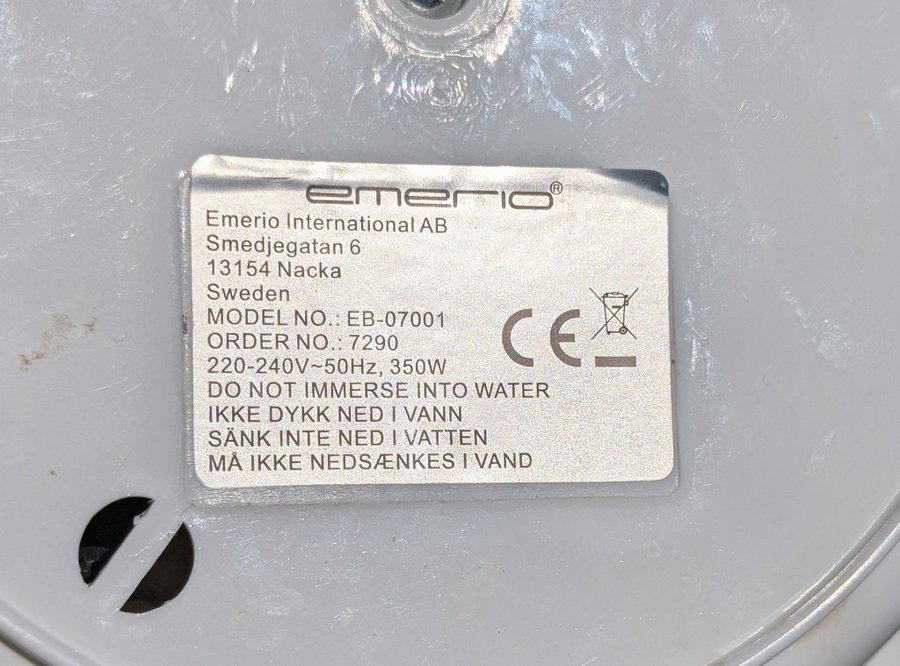 emerio®
Emerio International AB
Smedjegatan 6
13154 Nacka
Sweden
MODEL NO.: EB-07001
ORDER NO.: 7290
220-240V~50Hz, 350W
CE
DO NOT IMMERSE INTO WATER
IKKE DYKK NED I VANN
SÄNK INTE NED I VATTEN
MÅ IKKE NEDSÆNKES I VAND